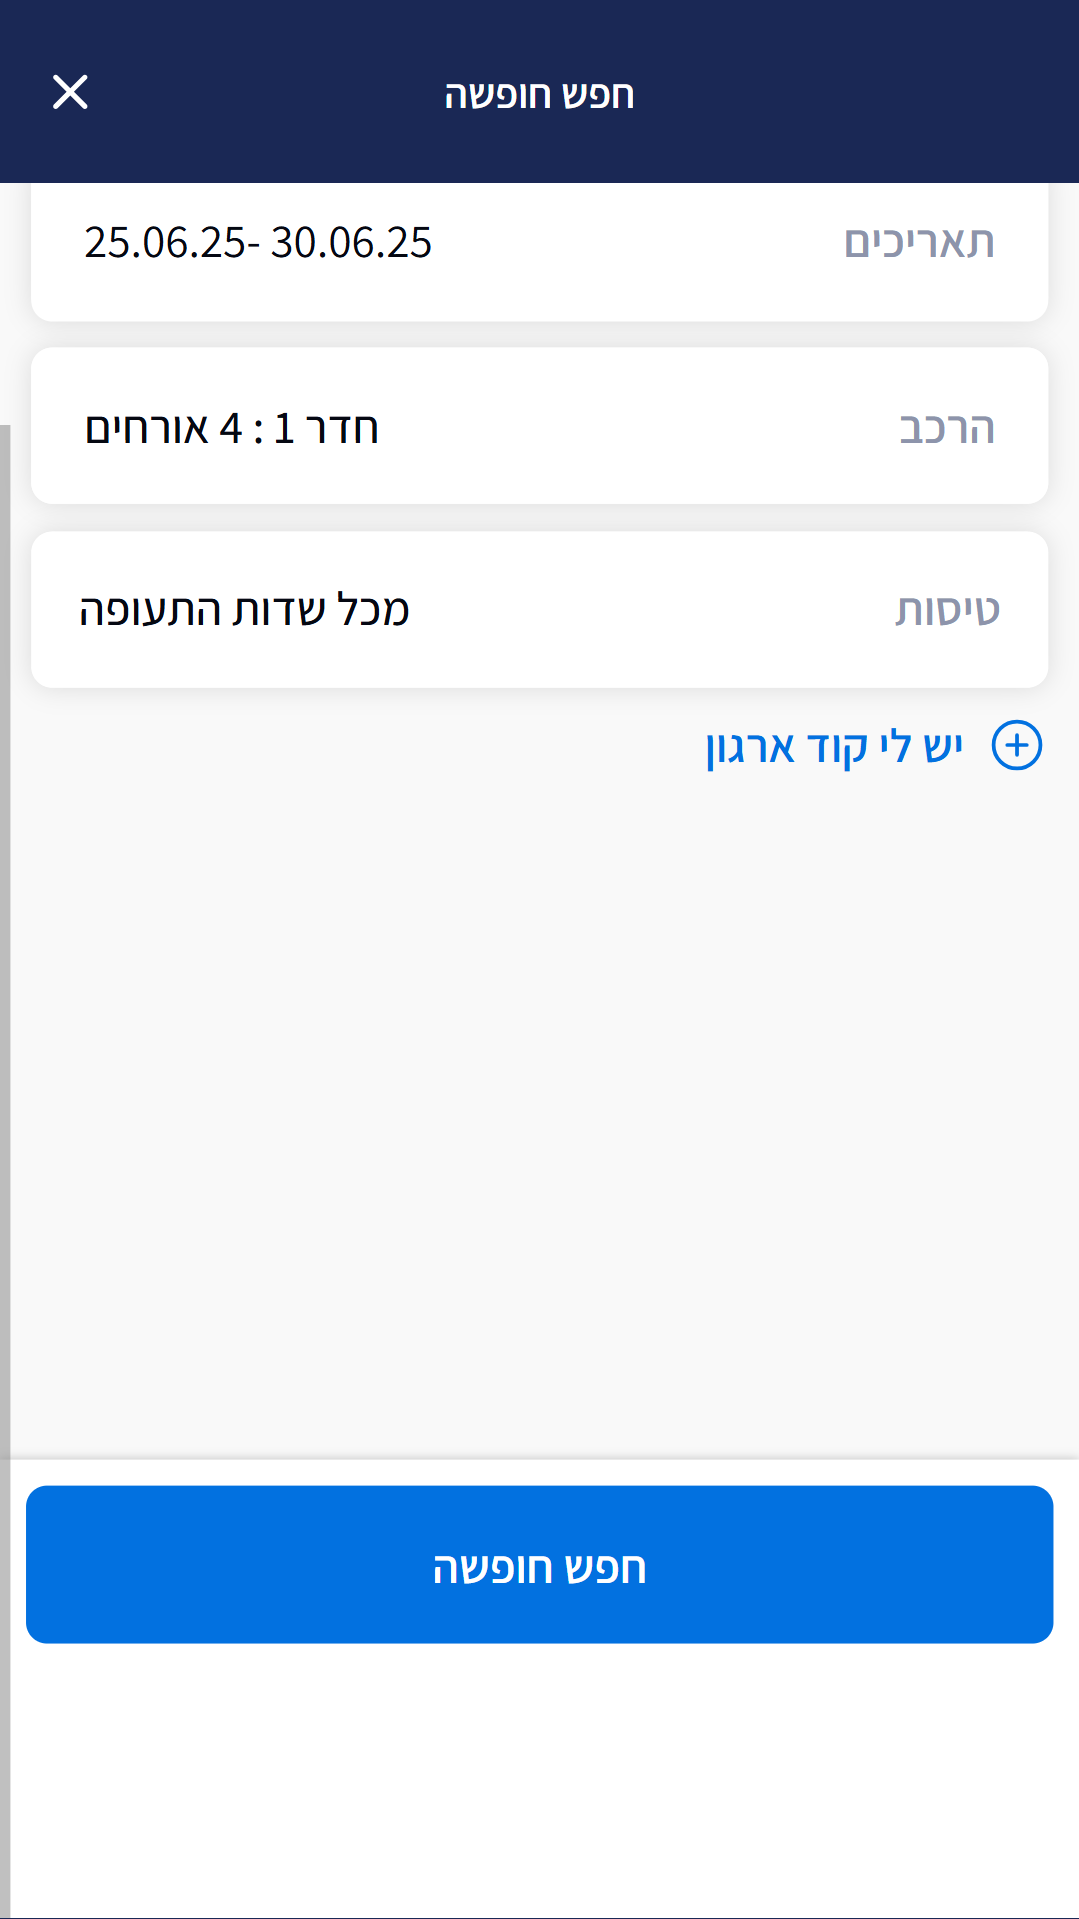 חפש חופשה
תאריכים 25.06.25- 30.06.25
הרכב חדר 1 : 4 אורחים
טיסות מכל שדות התעופה
יש לי קוד ארגון
חפש חופשה